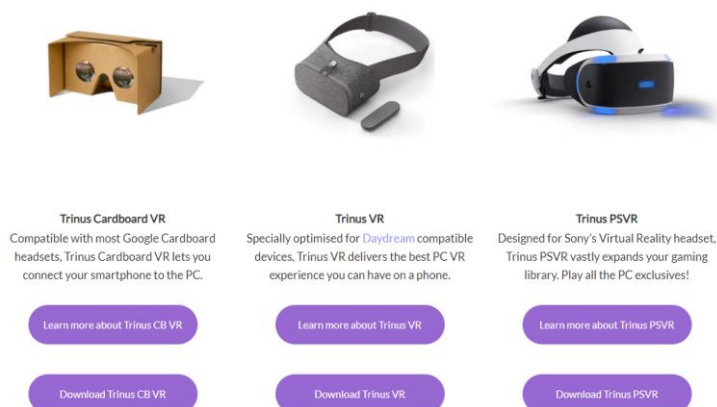 Trinus Cardboard VR
Compatible with most Google Cardboard
headsets, Trinus Cardboard VR lets you
connect your smartphone to the PC.
Learn more about Trinus CB VR
Download Trinus CB VR
Trinus VR
Specially optimised for Daydream compatible
devices, Trinus VR delivers the best PC VR
experience you can have on a phone.
Learn more about Trinus VR
Download Trinus VR
Trinus PSVR
Designed for Sony's Virtual Reality headset,
Trinus PSVR vastly expands your gaming
library. Play all the PC exclusives!
Learn more about Trinus PSVR
Download Trinus PSVR